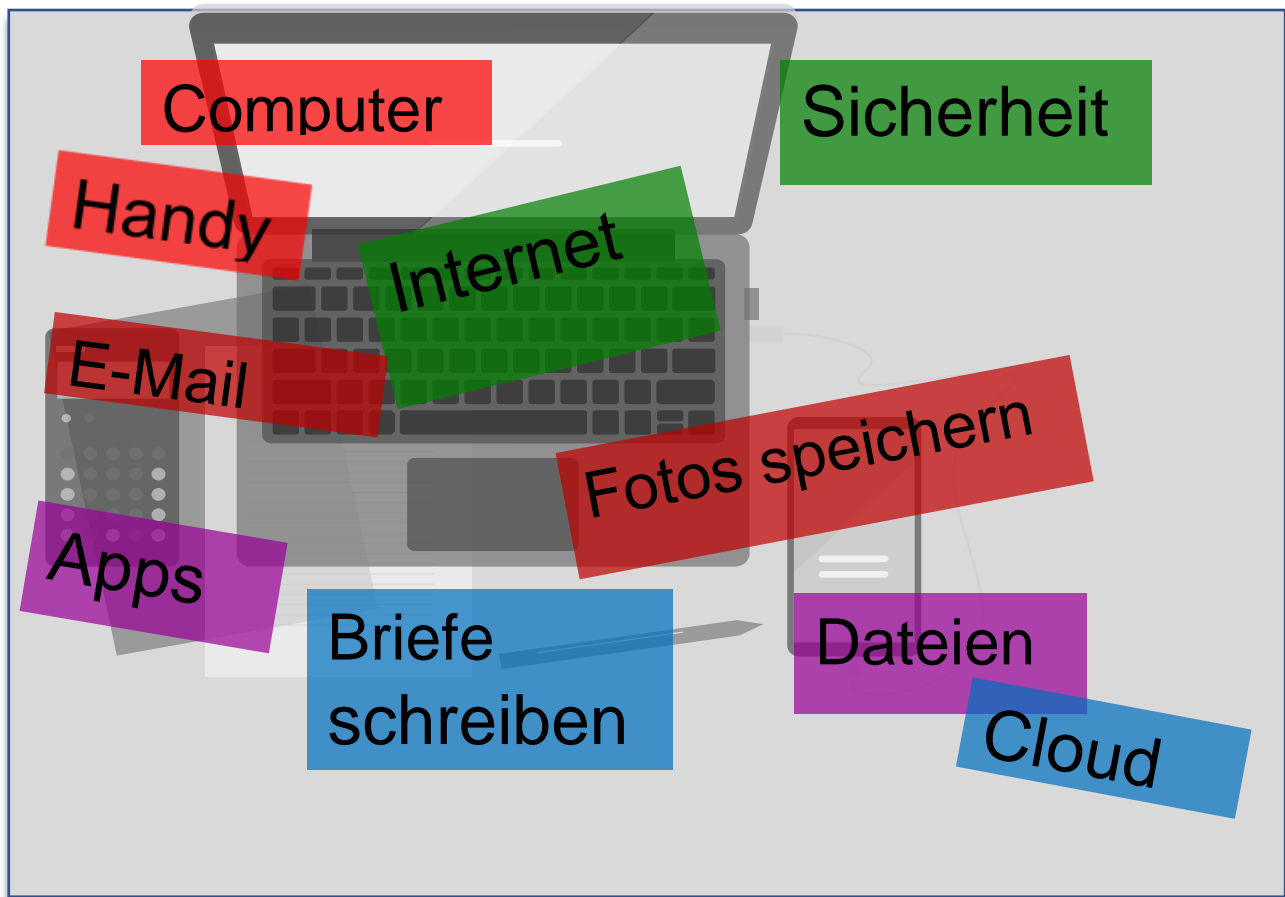 Computer
Sicherheit
Handy
Internet
E-Mail
Fotos speichern
Apps
Briefe
schreiben
Dateien
Cloud